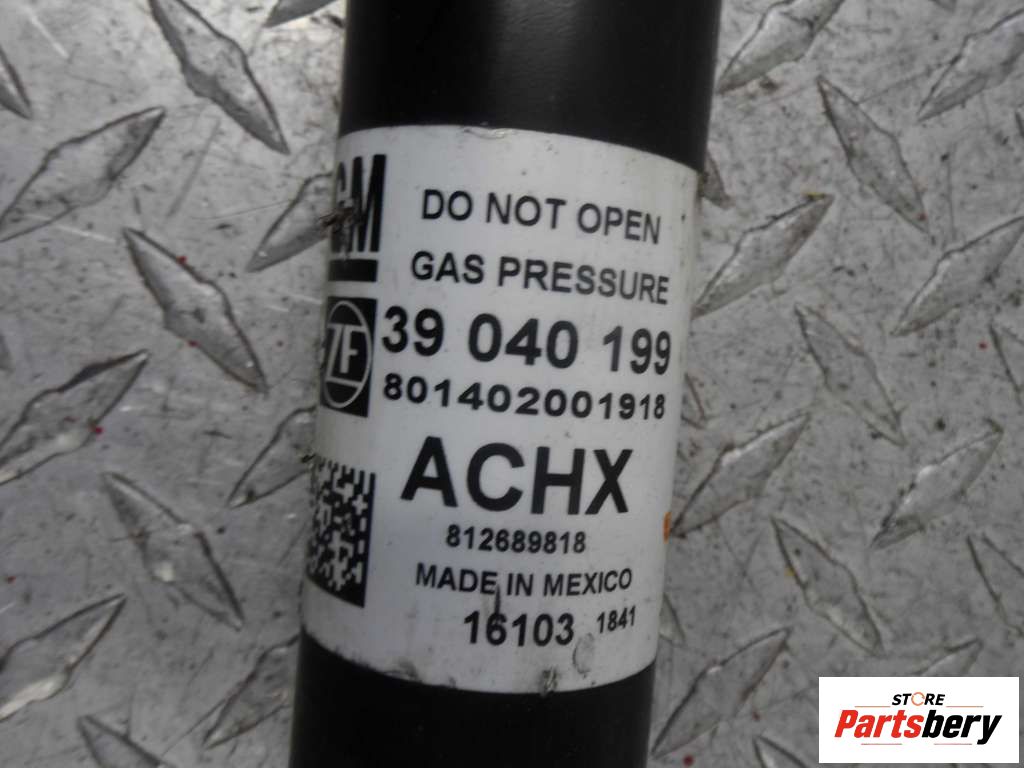 GM
DO NOT OPEN
GAS PRESSURE
ZF
39 040 199
801402001918
ACHX
812689818
MADE IN MEXICO
16103 1841
STORE
Partsbery